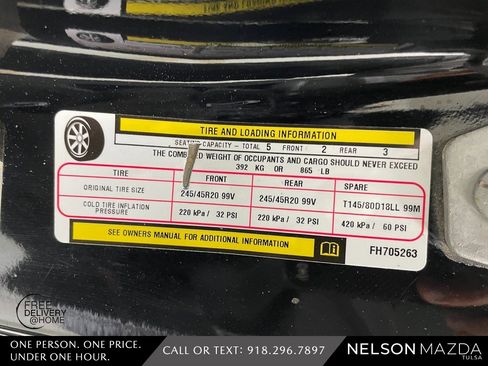 TIRE AND LOADING INFORMATION
SEATING CAPACITY - TOTAL 5 FRONT 2 REAR 3
THE COMBINED WEIGHT OF OCCUPANTS AND CARGO SHOULD NEVER EXCEED
392 KG OR 865 LB
TIRE FRONT REAR SPARE
ORIGINAL TIRE SIZE 245/45R20 99V 245/45R20 99V T145/80D18LL 99M
COLD TIRE INFLATION PRESSURE 220 kPa / 32 PSI 220 kPa / 32 PSI 420 kPa / 60 PSI
SEE OWNERS MANUAL FOR ADDITIONAL INFORMATION
FH705263
FREE
DELIVERY
@HOME
ONE PERSON. ONE PRICE.
UNDER ONE HOUR.
CALL OR TEXT: 918.296.7897
NELSON MAZDA
TULSA